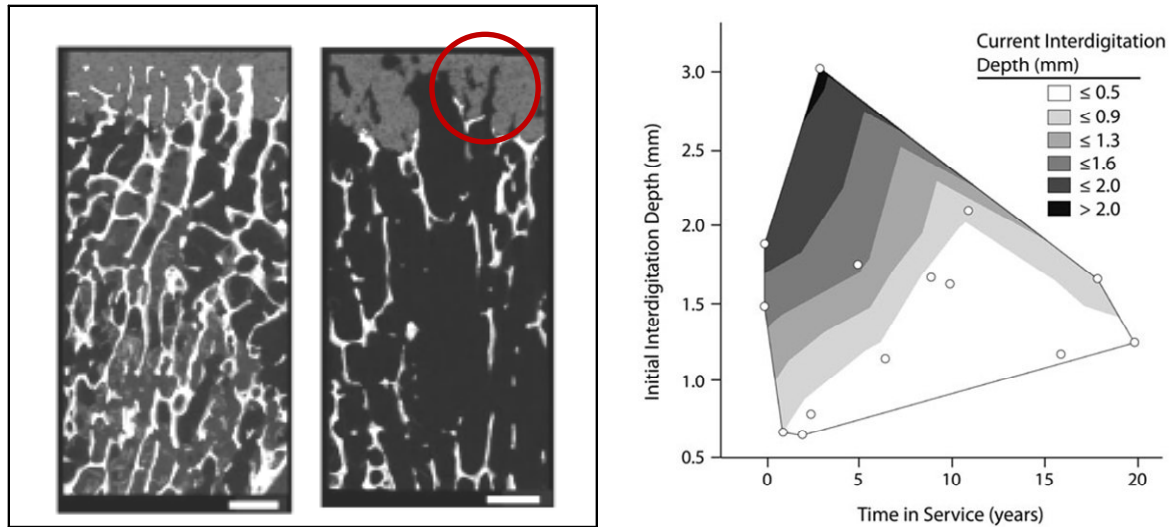 Current Interdigitation
Depth (mm)
≤ 0.5
≤ 0.9
≤ 1.3
≤1.6
≤ 2.0
> 2.0
Initial Interdigitation Depth (mm)
3.0
2.5
2.0
1.5
1.0
0.5
0 5 10 15 20
Time in Service (years)